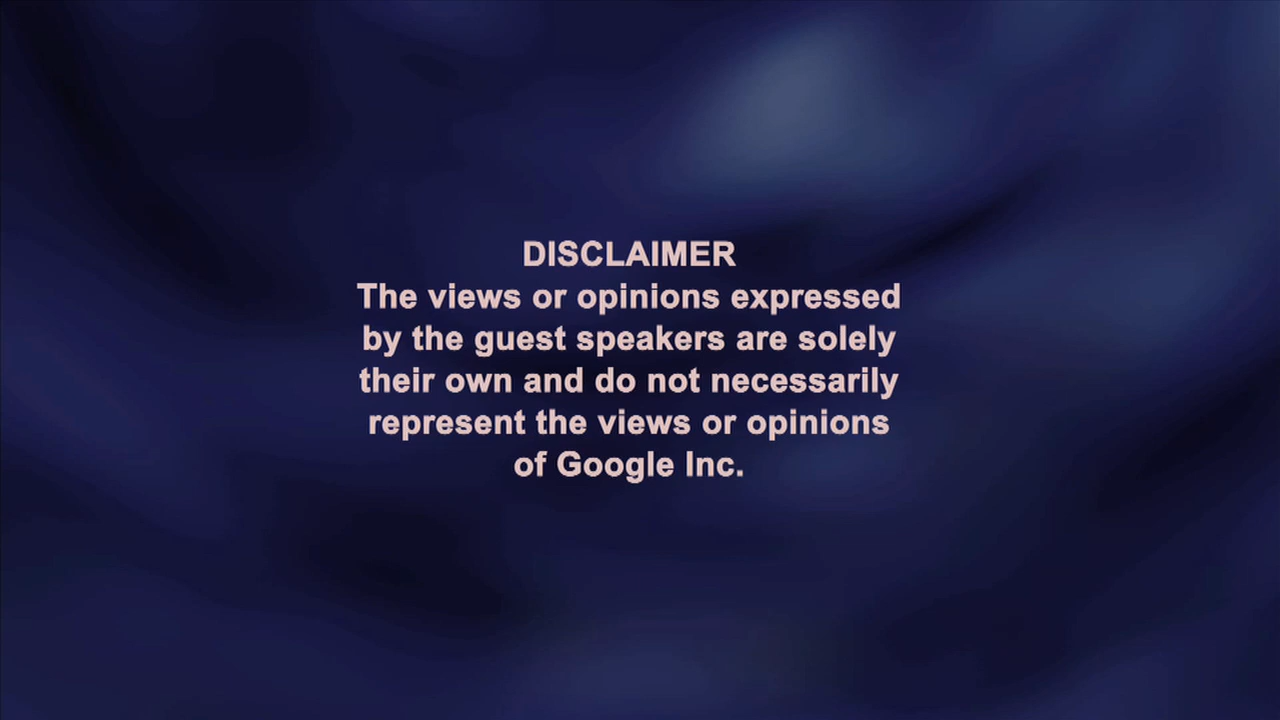 DISCLAIMER
The views or opinions expressed
by the guest speakers are solely
their own and do not necessarily
represent the views or opinions
of Google Inc.